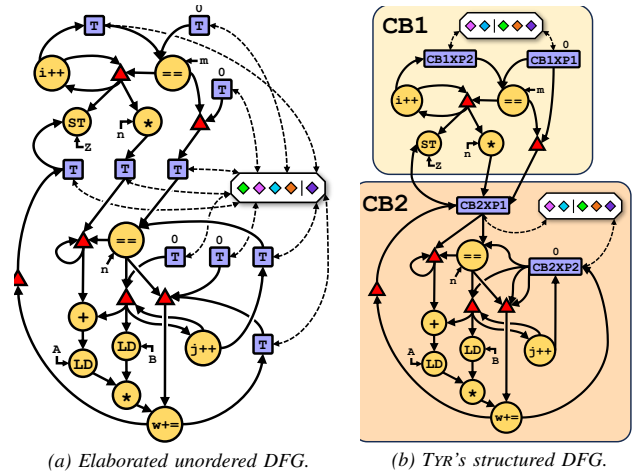 0
T
T
i++
==
m
0
T
ST
*
n
Z
T
T
T
==
n
0
0
T
T
T
+
A
LD
LD
B
j++
T
*
w+=
(a) Elaborated unordered DFG.
CB1
CB1XP2
0
CB1XP1
i++
==
m
ST
*
n
Z
CB2XP1
CB2
==
n
0
CB2XP2
+
A
LD
LD
B
j++
*
w+=
(b) TYR's structured DFG.